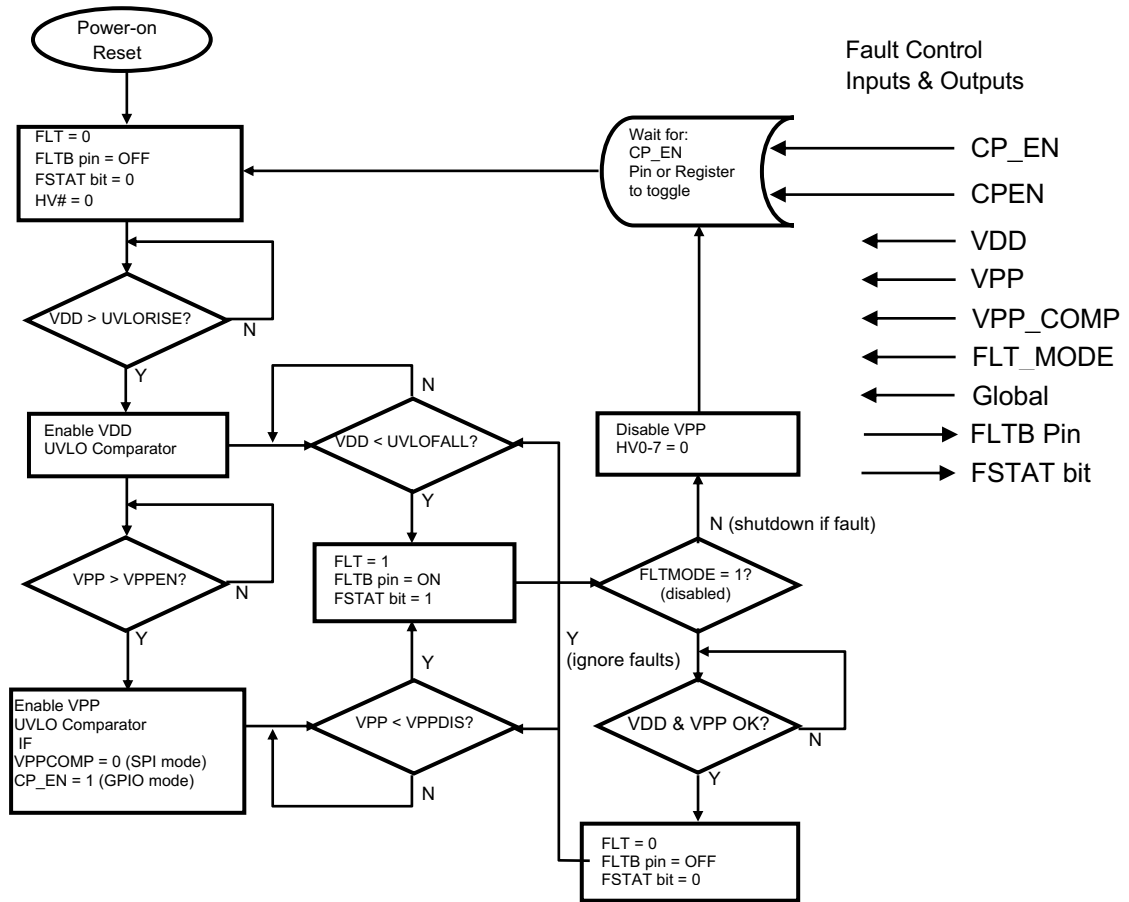 Power-on
Reset
Fault Control
Inputs & Outputs
FLT = 0
FLTB pin = OFF
FSTAT bit = 0
HV# = 0
Wait for:
CP_EN
Pin or Register
to toggle
CP_EN
CPEN
VDD
VPP
VPP_COMP
FLT_MODE
Global
FLTB Pin
FSTAT bit
VDD > UVLORISE?
N
Y
Enable VDD
UVLO Comparator
N
VDD < UVLOFALL?
Y
Disable VPP
HV0-7 = 0
N (shutdown if fault)
VPP > VPPEN?
N
Y
FLT = 1
FLTB pin = ON
FSTAT bit = 1
FLTMODE = 1?
(disabled)
Y
(ignore faults)
Enable VPP
UVLO Comparator
IF
VPPCOMP = 0 (SPI mode)
CP_EN = 1 (GPIO mode)
Y
VPP < VPPDIS?
N
VDD & VPP OK?
N
Y
FLT = 0
FLTB pin = OFF
FSTAT bit = 0